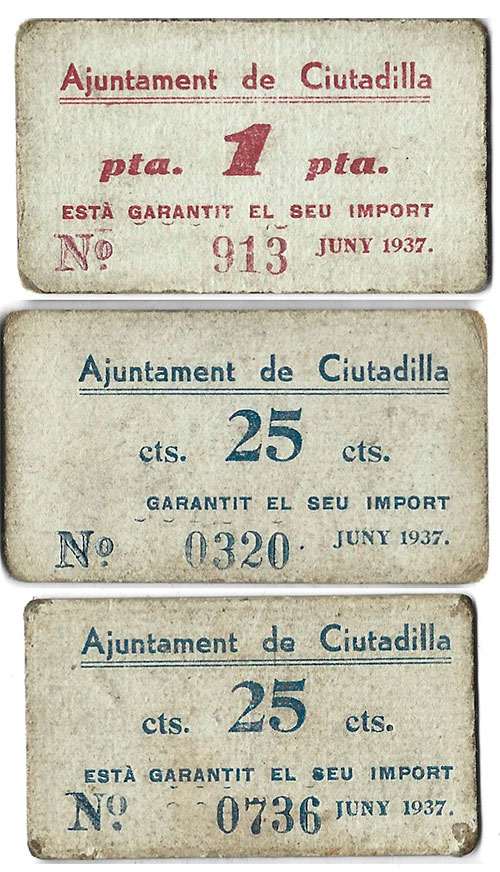 Ajuntament de Ciutadilla
pta. 1 pta.
ESTÀ GARANTIT EL SEU IMPORT
Nº 913 JUNY 1937.
Ajuntament de Ciutadilla
cts. 25 cts.
GARANTIT EL SEU IMPORT
Nº 0320 JUNY 1937.
Ajuntament de Ciutadilla
cts. 25 cts.
ESTÀ GARANTIT EL SEU IMPORT
Nº 0736 JUNY 1937.